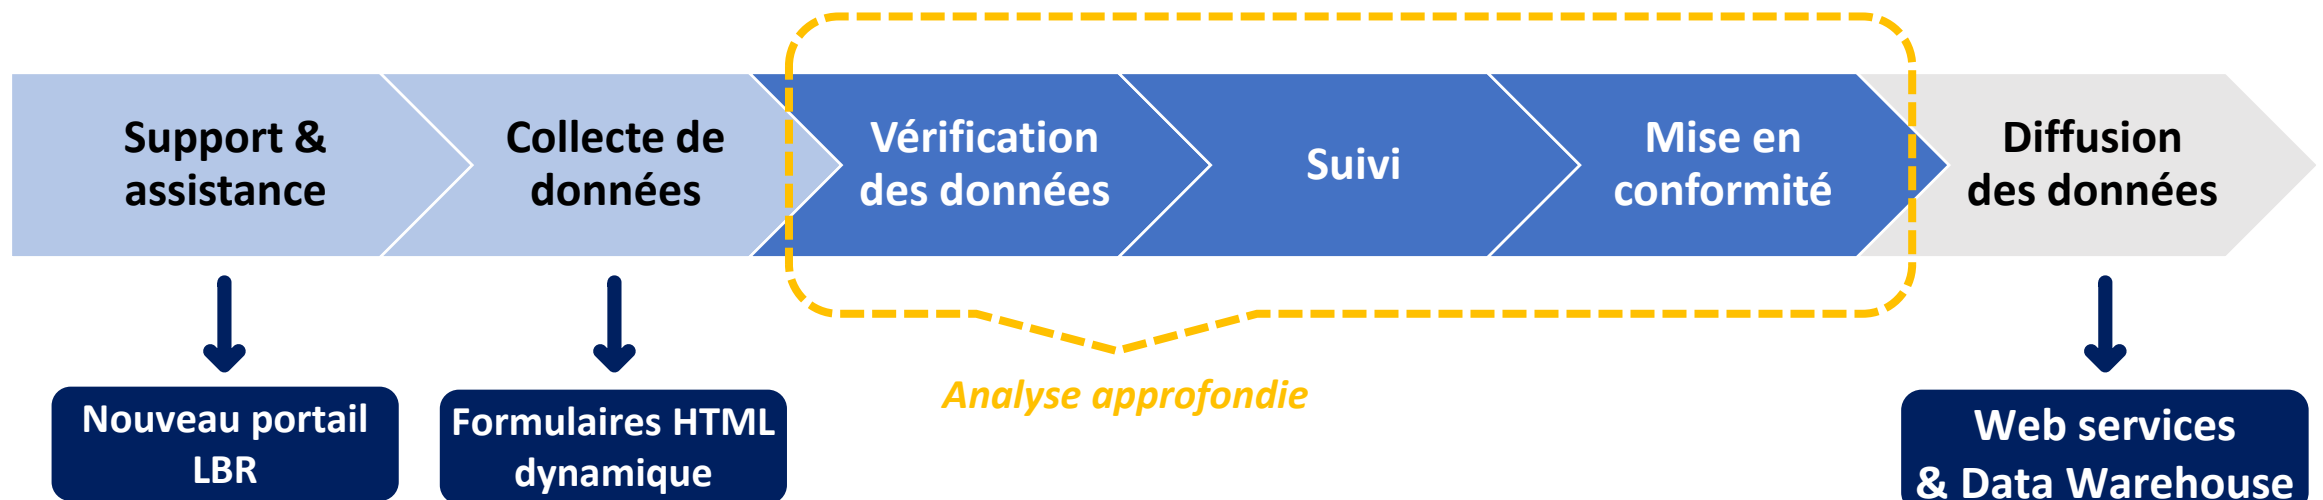 Support &
assistance
Collecte de
données
Vérification
des données
Suivi
Mise en
conformité
Diffusion
des données
Nouveau portail
LBR
Formulaires HTML
dynamique
Analyse approfondie
Web services
& Data Warehouse